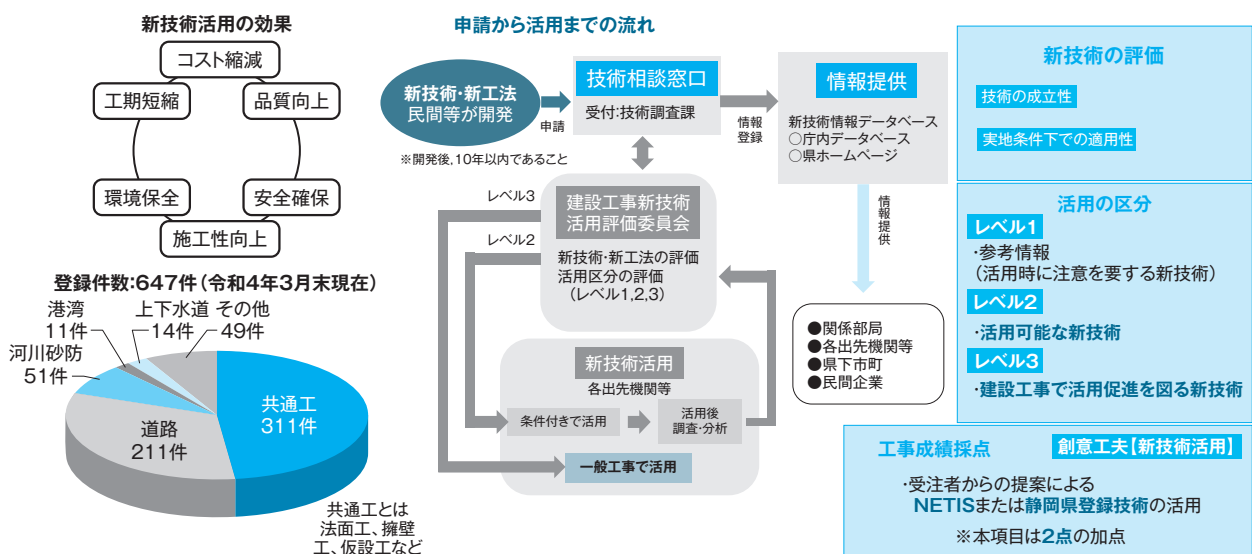 新技術活用の効果
コスト縮減
工期短縮
品質向上
環境保全
安全確保
施工性向上
登録件数:647件(令和4年3月末現在)
港湾
11件
上下水道
14件
その他
49件
河川砂防
51件
共通工
311件
道路
211件
共通工とは
法面工、擁壁
工、仮設工など
申請から活用までの流れ
新技術・新工法
民間等が開発
※開発後,10年以内であること
申請
技術相談窓口
受付:技術調査課
情報
登録
情報提供
新技術情報データベース
○庁内データベース
○県ホームページ
レベル3
レベル2
建設工事新技術
活用評価委員会
新技術・新工法の評価
活用区分の評価
(レベル1,2,3)
情報提供
●関係部局
●各出先機関等
●県下市町
●民間企業
新技術活用
各出先機関等
条件付きで活用
活用後
調査・分析
一般工事で活用
新技術の評価
技術の成立性
実地条件下での適用性
活用の区分
レベル1
・参考情報
(活用時に注意を要する新技術)
レベル2
・活用可能な新技術
レベル3
・建設工事で活用促進を図る新技術
工事成績採点
創意工夫【新技術活用】
・受注者からの提案による
NETISまたは静岡県登録技術の活用
※本項目は2点の加点